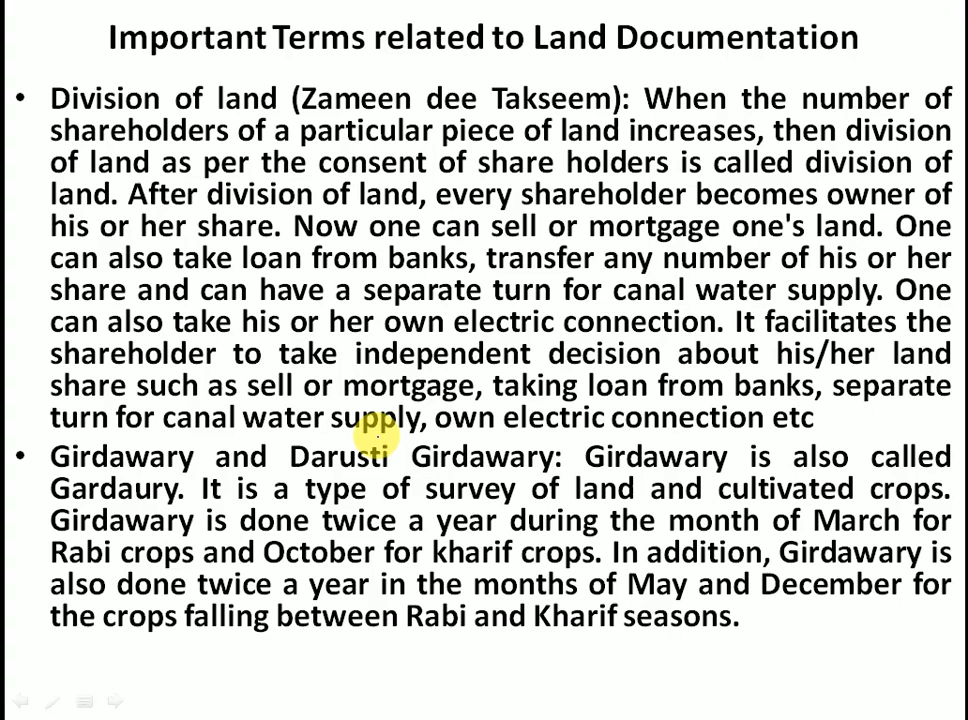 Important Terms related to Land Documentation
• Division of land (Zameen dee Takseem): When the number of
shareholders of a particular piece of land increases, then division
of land as per the consent of share holders is called division of
land. After division of land, every shareholder becomes owner of
his or her share. Now one can sell or mortgage one's land. One
can also take loan from banks, transfer any number of his or her
share and can have a separate turn for canal water supply. One
can also take his or her own electric connection. It facilitates the
shareholder to take independent decision about his/her land
share such as sell or mortgage, taking loan from banks, separate
turn for canal water supply, own electric connection etc
• Girdawary and Darusti Girdawary: Girdawary is also called
Gardaury. It is a type of survey of land and cultivated crops.
Girdawary is done twice a year during the month of March for
Rabi crops and October for kharif crops. In addition, Girdawary is
also done twice a year in the months of May and December for
the crops falling between Rabi and Kharif seasons.